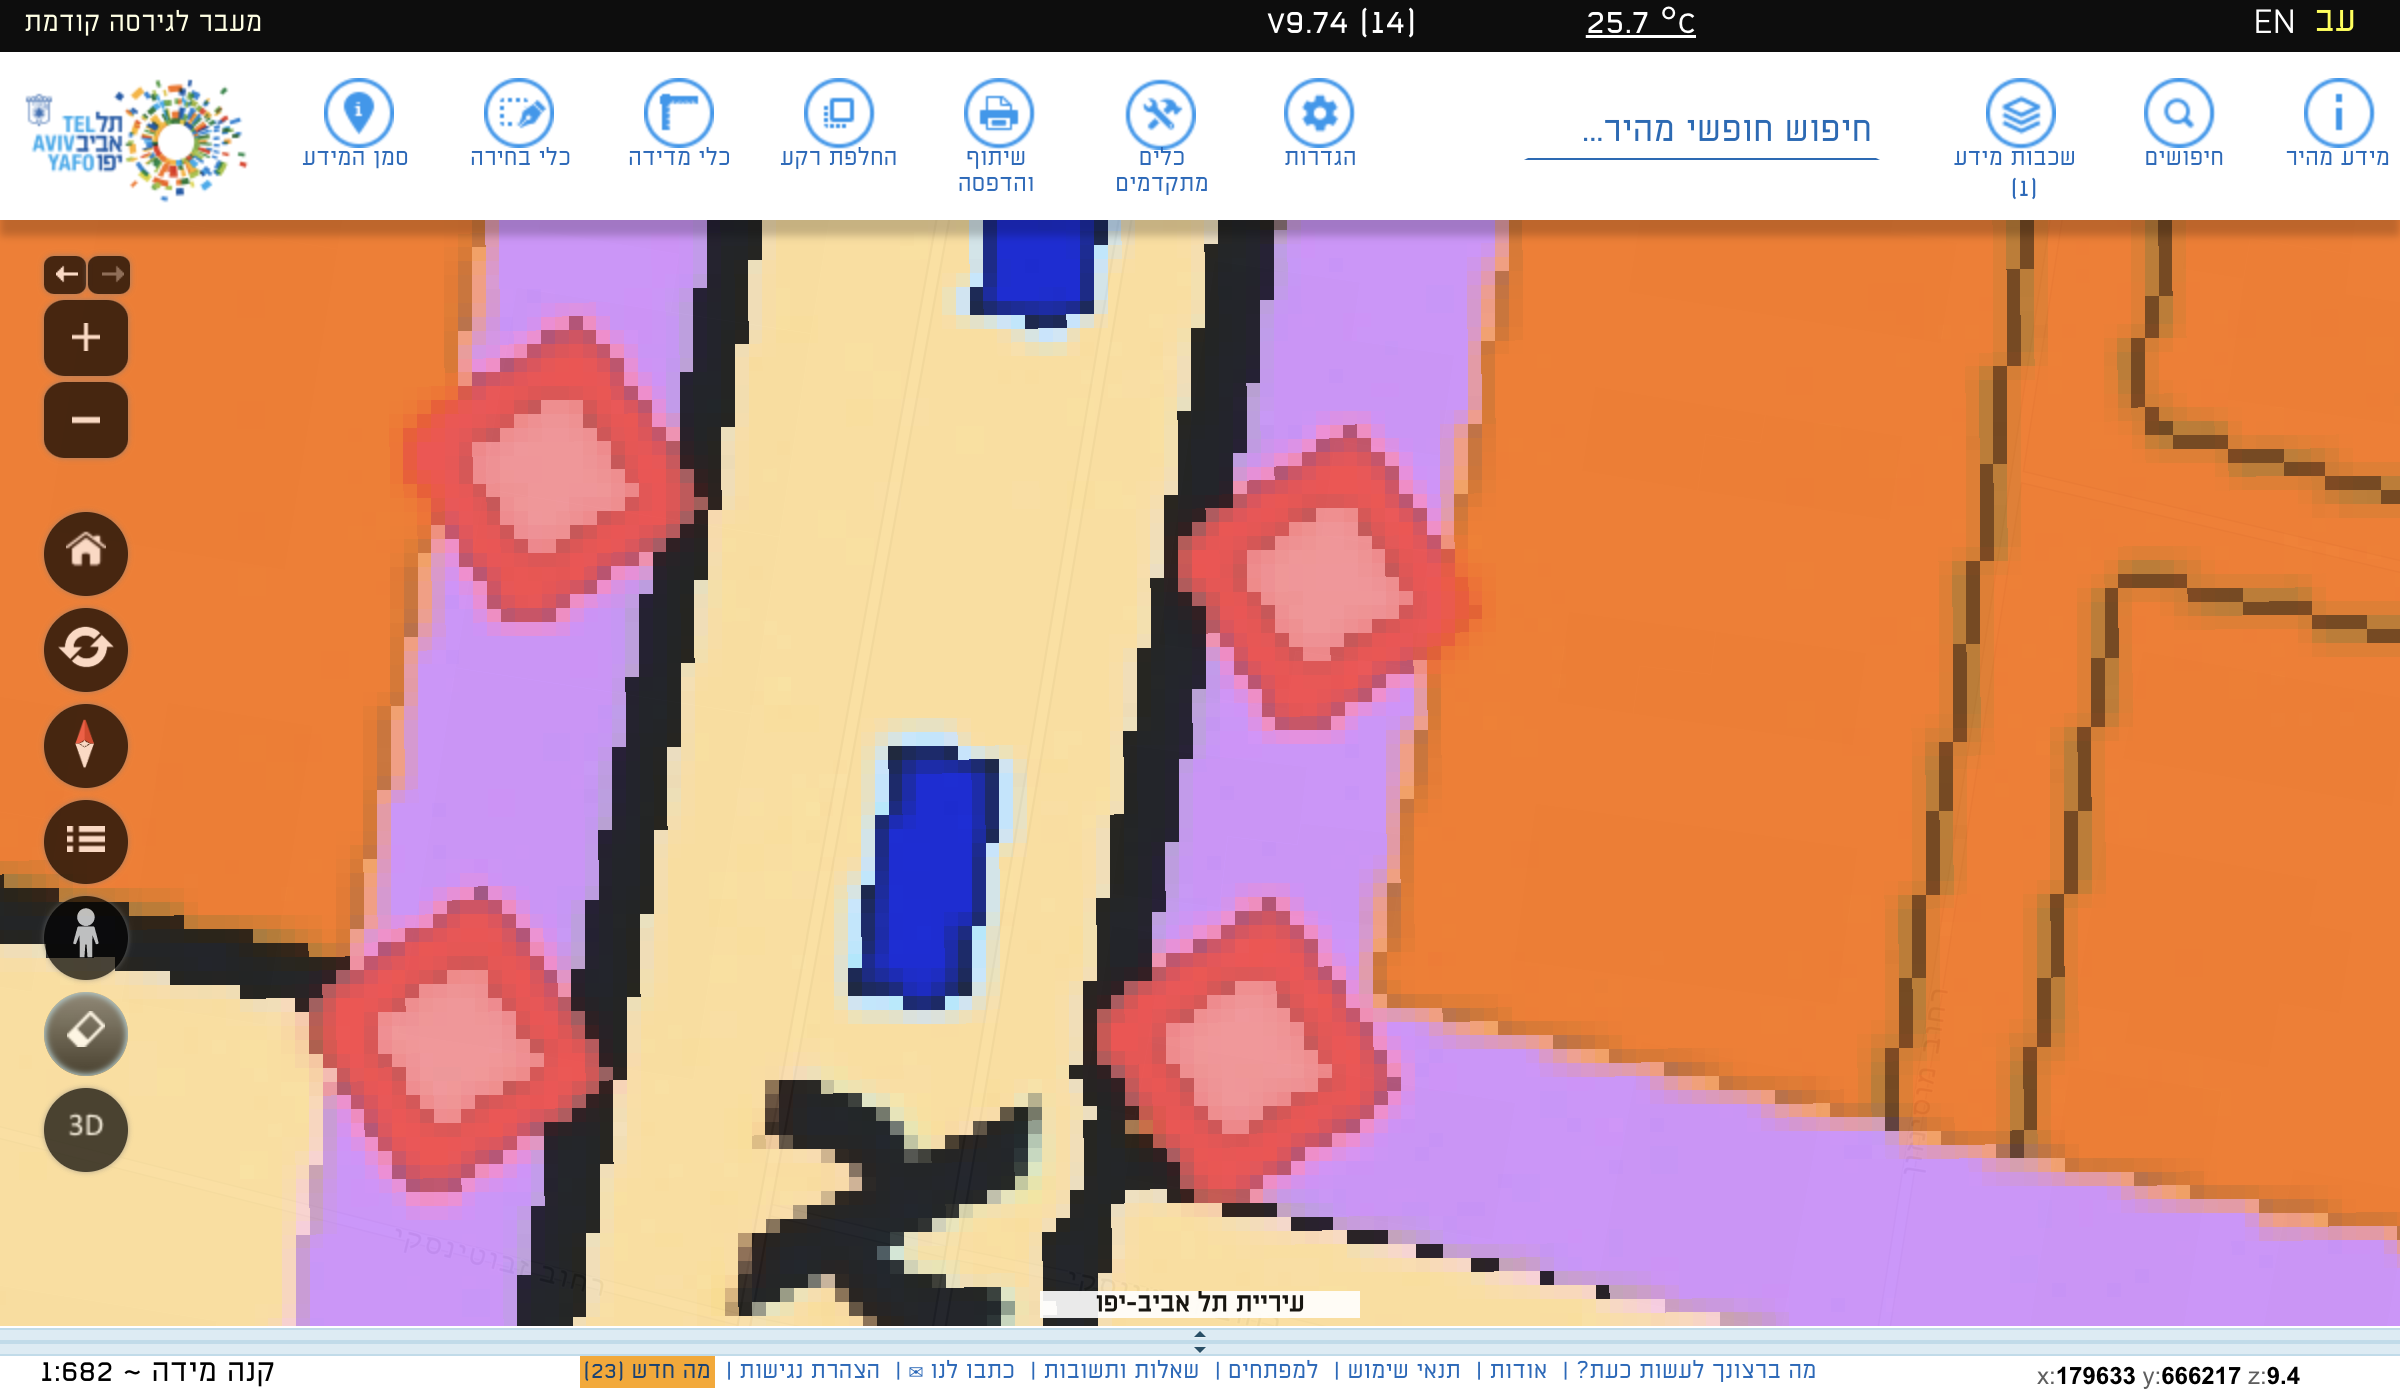 עב EN
25.7 °C
V9.74 (14)
מעבר לגירסה קודמת
מידע מהיר
חיפושים
שכבות מידע
(1)
חיפוש חופשי מהיר...
הגדרות
כלים
מתקדמים
שיתוף
והדפסה
החלפת רקע
כלי מדידה
כלי בחירה
סמן המידע
תל אביב יפו
TEL AVIV YAFO
3D
רחוב ז'בוטינסקי
עיריית תל אביב-יפו
מה ברצונך לעשות כעת? | אודות | תנאי שימוש | למפתחים | שאלות ותשובות | כתבו לנו ✉ | הצהרת נגישות | מה חדש (23)
קנה מידה ~ 1:682
x:179633 y:666217 z:9.4